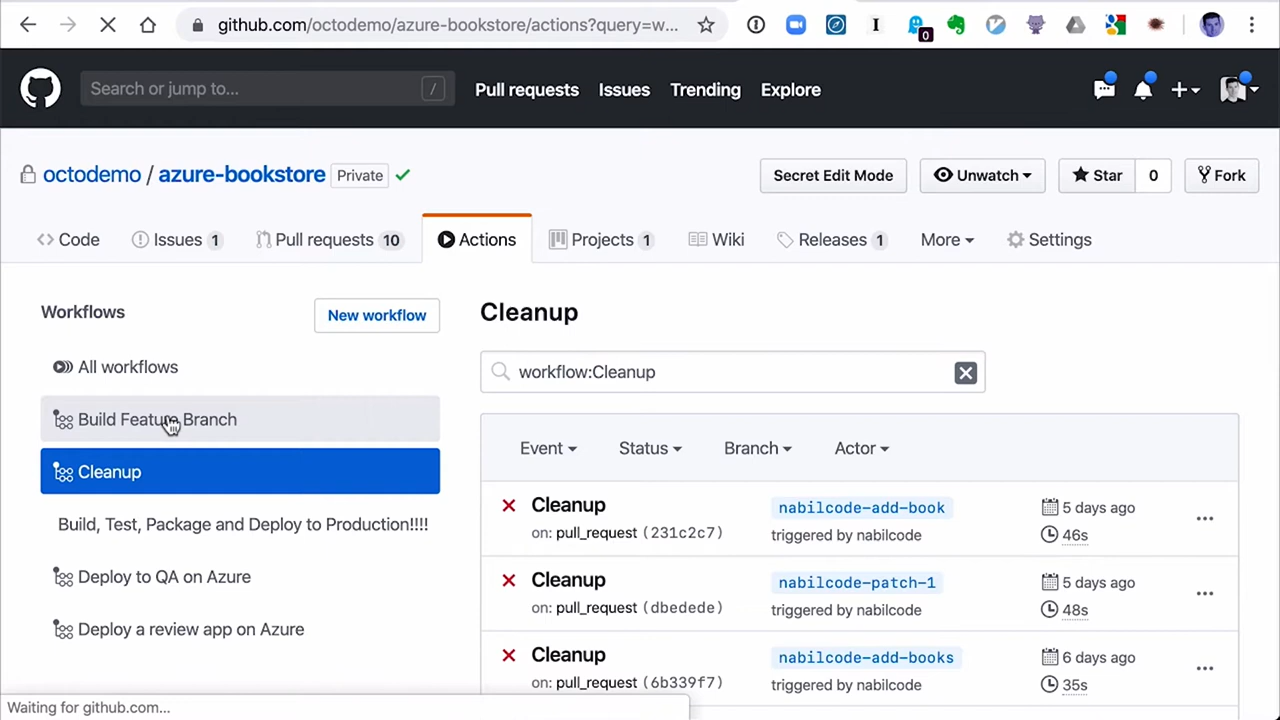 github.com/octodemo/azure-bookstore/actions?query=w...
0
Search or jump to... /
Pull requests Issues Trending Explore
octodemo / azure-bookstore Private
Secret Edit Mode Unwatch Star 0 Fork
Code Issues 1 Pull requests 10 Actions Projects 1 Wiki Releases 1 More Settings
Workflows New workflow
All workflows
Build Feature Branch
Cleanup
Build, Test, Package and Deploy to Production!!!!
Deploy to QA on Azure
Deploy a review app on Azure
Cleanup
workflow:Cleanup
Event Status Branch Actor
Cleanup nabilcode-add-book 5 days ago
on: pull_request (231c2c7) triggered by nabilcode 46s
Cleanup nabilcode-patch-1 5 days ago
on: pull_request (dbedede) triggered by nabilcode 48s
Cleanup nabilcode-add-books 6 days ago
on: pull_request (6b339f7) triggered by nabilcode 35s
Waiting for github.com...